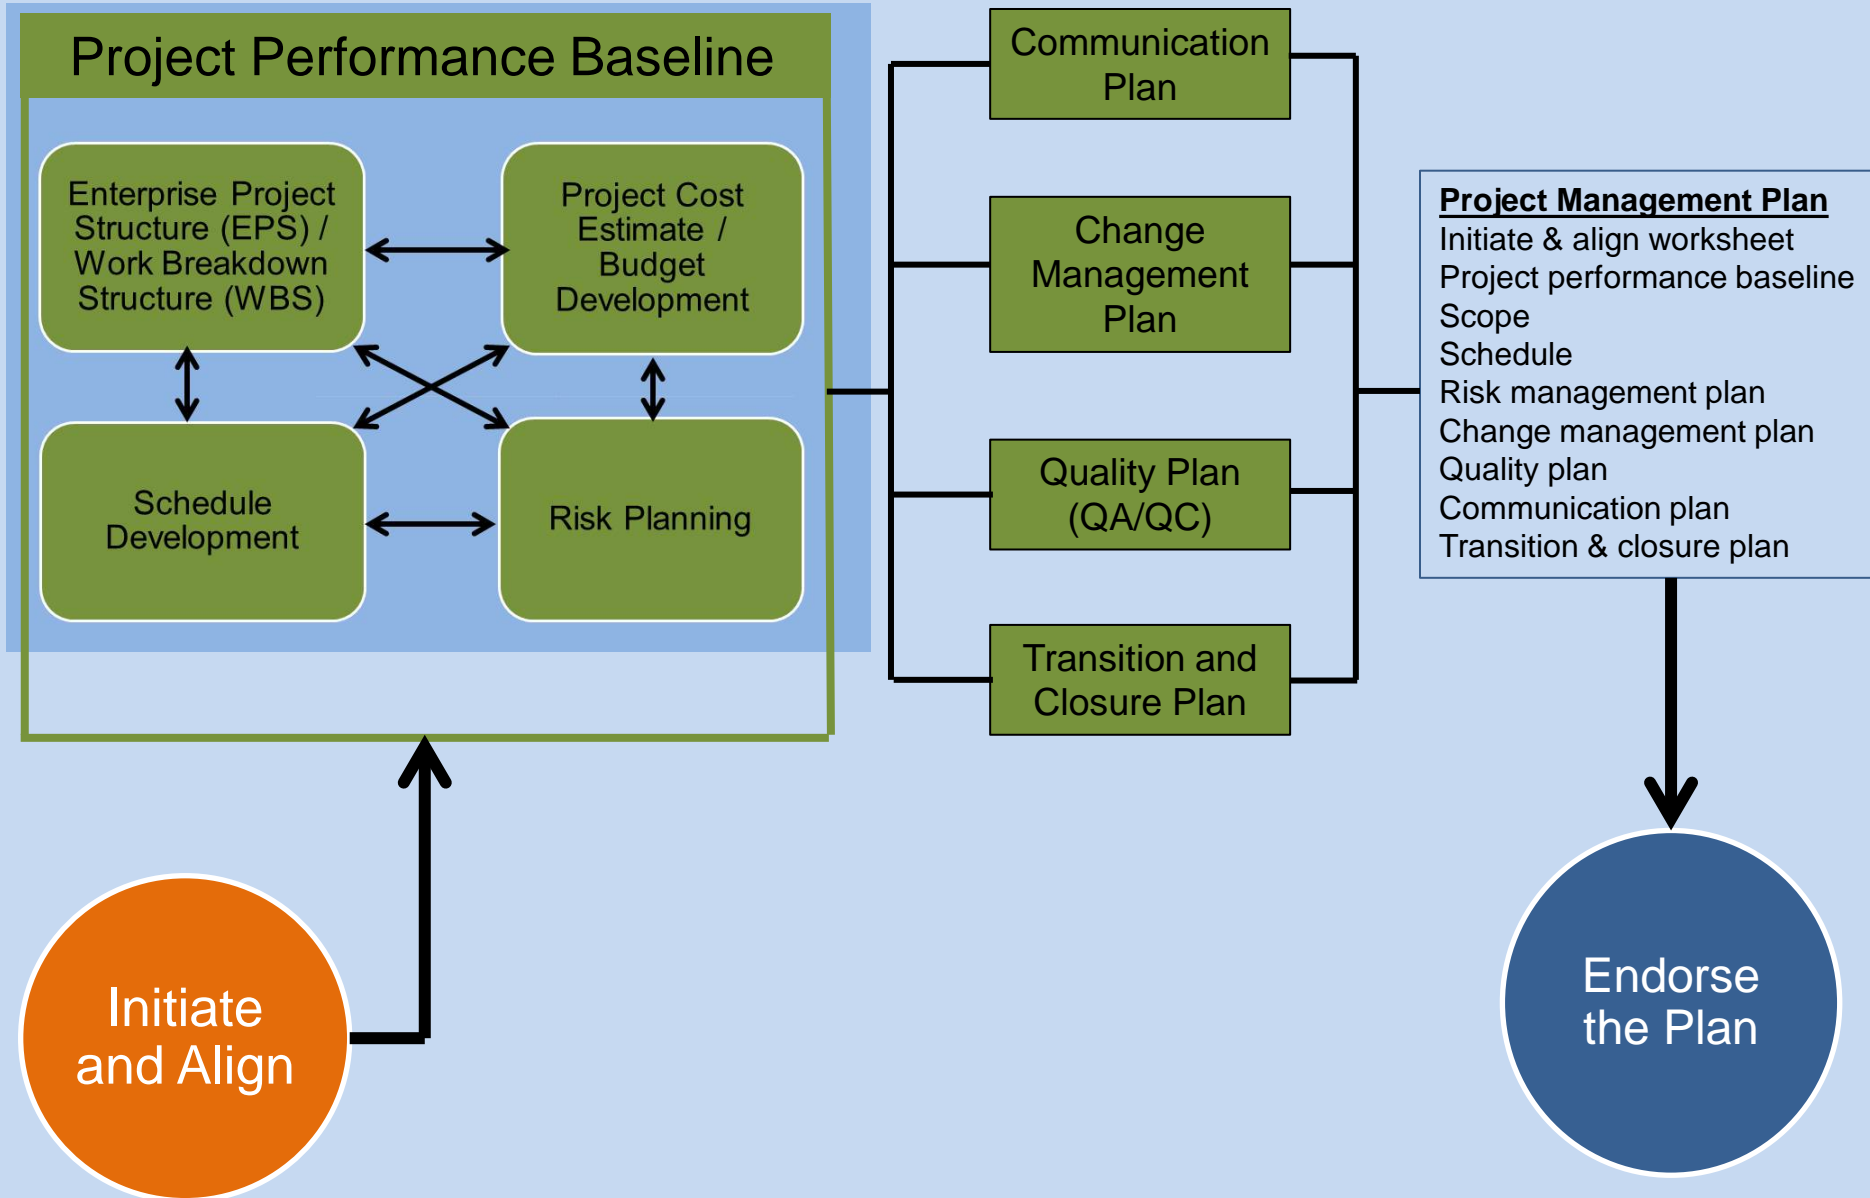 Project Performance Baseline
Enterprise Project
Structure (EPS) /
Work Breakdown
Structure (WBS)
Project Cost
Estimate /
Budget
Development
Schedule
Development
Risk Planning
Communication
Plan
Change
Management
Plan
Quality Plan
(QA/QC)
Transition and
Closure Plan
Project Management Plan
Initiate & align worksheet
Project performance baseline
Scope
Schedule
Risk management plan
Change management plan
Quality plan
Communication plan
Transition & closure plan
Initiate
and Align
Endorse
the Plan